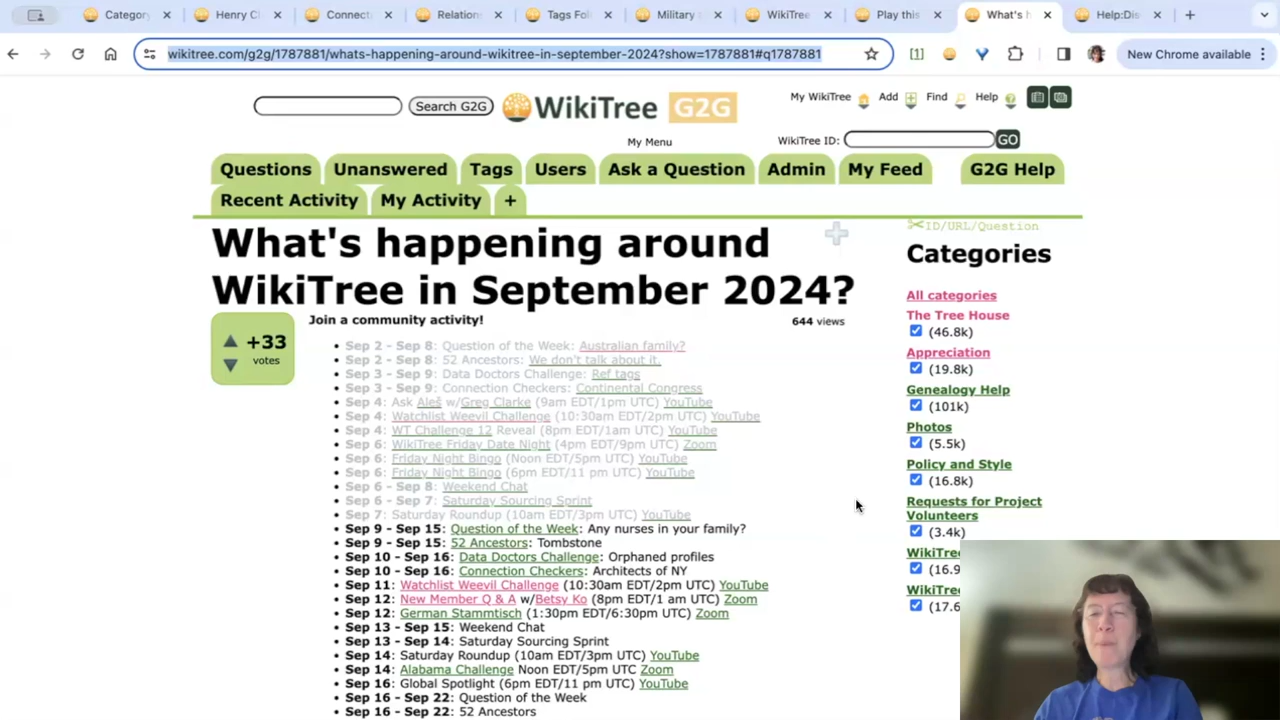 Categor
Henry C
Connect
Relation
Tags Fol
Military
WikiTree
Play this
What's h
Help:Dis
wikitree.com/g2g/1787881/whats-happening-around-wikitree-in-september-2024?show=1787881#q1787881
[1]
New Chrome available
Search G2G
WikiTree G2G
My WikiTree
Add
Find
Help
My Menu
WikiTree ID:
GO
Questions
Unanswered
Tags
Users
Ask a Question
Admin
My Feed
G2G Help
Recent Activity
My Activity
+
ID/URL/Question
What's happening around
WikiTree in September 2024?
+33
votes
Join a community activity!
644 views
Sep 2 - Sep 8: Question of the Week: Australian family?
Sep 2 - Sep 8: 52 Ancestors: We don't talk about it.
Sep 3 - Sep 9: Data Doctors Challenge: Ref tags
Sep 3 - Sep 9: Connection Checkers: Continental Congress
Sep 4: Ask Aleš w/Greg Clarke (9am EDT/1pm UTC) YouTube
Sep 4: Watchlist Weevil Challenge (10:30am EDT/2pm UTC) YouTube
Sep 4: WT Challenge 12 Reveal (8pm EDT/1am UTC) YouTube
Sep 6: WikiTree Friday Date Night (4pm EDT/9pm UTC) Zoom
Sep 6: Friday Night Bingo (Noon EDT/5pm UTC) YouTube
Sep 6: Friday Night Bingo (6pm EDT/11 pm UTC) YouTube
Sep 6 - Sep 8: Weekend Chat
Sep 6 - Sep 7: Saturday Sourcing Sprint
Sep 7: Saturday Roundup (10am EDT/3pm UTC) YouTube
Sep 9 - Sep 15: Question of the Week: Any nurses in your family?
Sep 9 - Sep 15: 52 Ancestors: Tombstone
Sep 10 - Sep 16: Data Doctors Challenge: Orphaned profiles
Sep 10 - Sep 16: Connection Checkers: Architects of NY
Sep 11: Watchlist Weevil Challenge (10:30am EDT/2pm UTC) YouTube
Sep 12: New Member Q & A w/Betsy Ko (8pm EDT/1 am UTC) Zoom
Sep 12: German Stammtisch (1:30pm EDT/6:30pm UTC) Zoom
Sep 13 - Sep 15: Weekend Chat
Sep 13 - Sep 14: Saturday Sourcing Sprint
Sep 14: Saturday Roundup (10am EDT/3pm UTC) YouTube
Sep 14: Alabama Challenge Noon EDT/5pm UTC Zoom
Sep 16: Global Spotlight (6pm EDT/11 pm UTC) YouTube
Sep 16 - Sep 22: Question of the Week
Sep 16 - Sep 22: 52 Ancestors
Categories
All categories
The Tree House
(46.8k)
Appreciation
(19.8k)
Genealogy Help
(101k)
Photos
(5.5k)
Policy and Style
(16.8k)
Requests for Project
Volunteers
(3.4k)
WikiTre
(16.9
WikiTre
(17.6